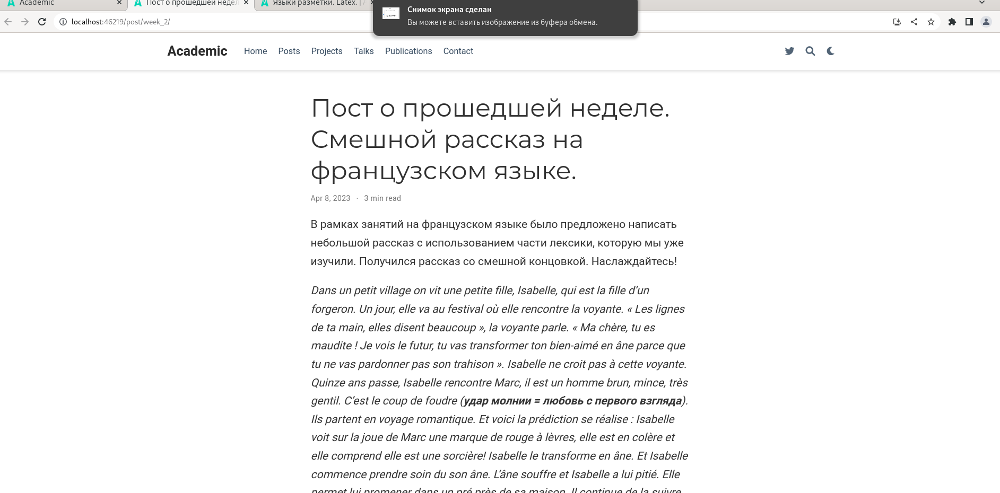 Academic
Пост о прошедшей недел
Языки разметки. Latex. |
Снимок экрана сделан
Вы можете вставить изображение из буфера обмена.
localhost:46219/post/week_2/
Academic Home Posts Projects Talks Publications Contact
Пост о прошедшей неделе.
Смешной рассказ на
французском языке.
Apr 8, 2023 · 3 min read
В рамках занятий на французском языке было предложено написать
небольшой рассказ с использованием части лексики, которую мы уже
изучили. Получился рассказ со смешной концовкой. Наслаждайтесь!
Dans un petit village on vit une petite fille, Isabelle, qui est la fille d’un
forgeron. Un jour, elle va au festival où elle rencontre la voyante. « Les lignes
de ta main, elles disent beaucoup », la voyante parle. « Ma chère, tu es
maudite ! Je vois le futur, tu vas transformer ton bien-aimé en âne parce que
tu ne vas pardonner pas son trahison ». Isabelle ne croit pas à cette voyante.
Quinze ans passe, Isabelle rencontre Marc, il est un homme brun, mince, très
gentil. C’est le coup de foudre (удар молнии = любовь с первого взгляда).
Ils partent en voyage romantique. Et voici la prédiction se réalise : Isabelle
voit sur la joue de Marc une marque de rouge à lèvres, elle est en colère et
elle comprend elle est une sorcière! Isabelle le transforme en âne. Et Isabelle
commence prendre soin du son âne. L’âne souffre et Isabelle a lui pitié. Elle
permet lui promener dans un pré près de sa maison. Il continue de la suivre